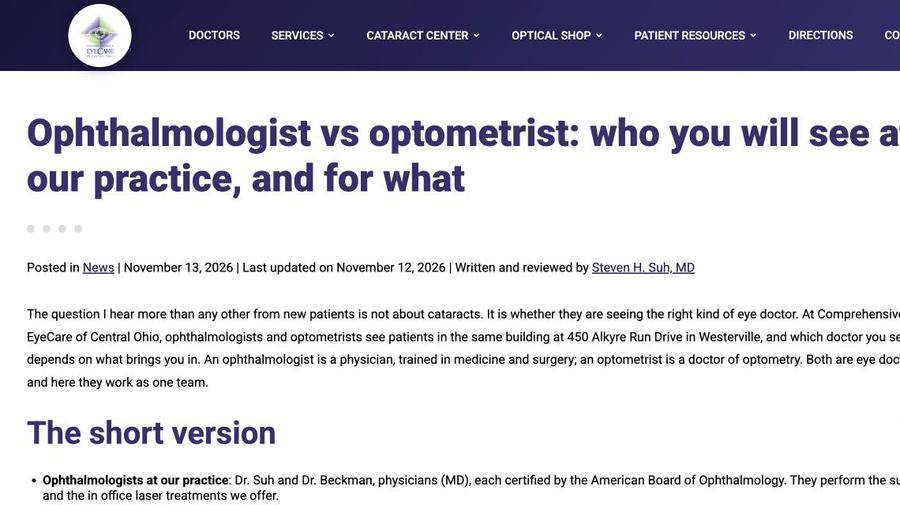 EYECARE
DOCTORS SERVICES CATARACT CENTER OPTICAL SHOP PATIENT RESOURCES DIRECTIONS CO
Ophthalmologist vs optometrist: who you will see a
our practice, and for what
Posted in News | November 13, 2026 | Last updated on November 12, 2026 | Written and reviewed by Steven H. Suh, MD
The question I hear more than any other from new patients is not about cataracts. It is whether they are seeing the right kind of eye doctor. At Comprehensive
EyeCare of Central Ohio, ophthalmologists and optometrists see patients in the same building at 450 Alkyre Run Drive in Westerville, and which doctor you se
depends on what brings you in. An ophthalmologist is a physician, trained in medicine and surgery; an optometrist is a doctor of optometry. Both are eye doc
and here they work as one team.
The short version
• Ophthalmologists at our practice: Dr. Suh and Dr. Beckman, physicians (MD), each certified by the American Board of Ophthalmology. They perform the su
and the in office laser treatments we offer.